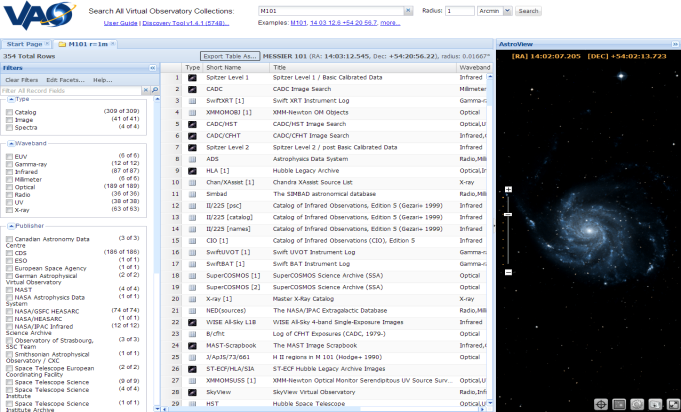 VAO
Search All Virtual Observatory Collections:
M101
Radius: 1 Arcmin Search
User Guide | Discovery Tool v1.4.1 (5748)...
Examples: M101, 14 03 12.6 +54 20 56.7, more...
Start Page
M101 r=1m
354 Total Rows
Export Table As...
MESSIER 101 (RA: 14:03:12.545, Dec: +54:20:56.22), radius: 0.01667°
AstroView
Filters
Clear Filters Edit Facets... Help...
Filter All Record Fields
Type
Catalog (309 of 309)
Image (41 of 41)
Spectra (4 of 4)
Waveband
EUV (6 of 6)
Gamma-ray (12 of 12)
Infrared (87 of 87)
Millimeter (6 of 6)
Optical (189 of 189)
Radio (36 of 36)
UV (38 of 38)
X-ray (63 of 63)
Publisher
Canadian Astronomy Data Centre (3 of 3)
CDS (186 of 186)
ESO (1 of 1)
European Space Agency (1 of 1)
German Astrophysical Virtual Observatory (2 of 2)
MAST (4 of 4)
NASA Astrophysics Data System (1 of 1)
NASA/GSFC HEASARC (74 of 74)
NASA/HEASARC (1 of 1)
NASA/IPAC Infrared Science Archive (12 of 12)
Observatory of Strasbourg, SSC Team (3 of 3)
Smithsonian Astrophysical Observatory / CXC (1 of 1)
Space Telescope European Coordinating Facility (2 of 2)
Space Telescope Science Institute (9 of 9)
Space Telescope Science Institute Archive (4 of 4)
Type Short Name Title Waveband
1 Spitzer Level 1 Spitzer Level 1 / Basic Calibrated Data Infrared
2 CADC CADC Image Search Millimeter
3 SwiftXRT [1] Swift XRT Instrument Log Gamma-ra
4 XMMOMOBJ [1] XMM-Newton OM Objects Optical
5 CADC/HST CADC/HST Image Search Optical,U
6 CADC/CFHT CADC/CFHT Image Search Infrared,O
7 Spitzer Level 2 Spitzer Level 2 / post Basic Calibrated Data Infrared
8 ADS Astrophysics Data System Radio,Milli
9 HLA [1] Hubble Legacy Archive Optical,In
10 Chan/XAssist [1] Chandra XAssist Source List X-ray
11 Simbad The SIMBAD astronomical database Radio,Milli
12 II/225 [psc] Catalog of Infrared Observations, Edition 5 (Gezari+ 1999) Infrared
13 II/225 [catalog] Catalog of Infrared Observations, Edition 5 (Gezari+ 1999) Infrared
14 II/225 [names] Catalog of Infrared Observations, Edition 5 (Gezari+ 1999) Infrared
15 CIO [1] Catalog of Infrared Observations (CIO), Edition 5 Infrared
16 SwiftUVOT [1] Swift UVOT Instrument Log Gamma-ra
17 SwiftBAT [1] Swift BAT Instrument Log Gamma-ra
18 SuperCOSMOS [1] SuperCOSMOS Science Archive (SSA) Optical
19 SuperCOSMOS [2] SuperCOSMOS Science Archive (SSA) Optical
20 X-ray [1] Master X-Ray Catalog X-ray
21 NED(sources) The NASA/IPAC Extragalactic Database Radio,Milli
22 WISE All-Sky L1B WISE All-Sky 4-band Single-Exposure Images Infrared
23 B/cfht Log of CFHT Exposures (CADC, 1979-) Optical
24 MAST-Scrapbook The MAST Image Scrapbook Infrared,O
25 J/ApJS/73/661 H II regions in M 101 (Hodge+ 1990) Optical
26 ST-ECF/HLA/SIA ST-ECF Hubble Legacy Archive Images
27 XMMOMSUSS [1] XMM-Newton Optical Monitor Serendipitous UV Source Surv... Optical,UV
28 SkyView SkyView Virtual Observatory Radio,Infr
29 HST Hubble Space Telescope Optical
[RA] 14:02:07.205 [DEC] +54:02:13.723